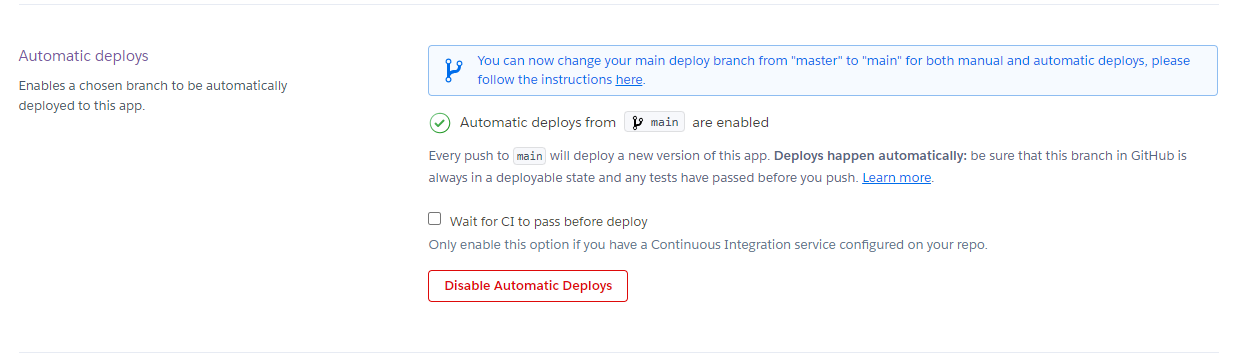 Automatic deploys
Enables a chosen branch to be automatically
deployed to this app.
You can now change your main deploy branch from "master" to "main" for both manual and automatic deploys, please
follow the instructions here.
Automatic deploys from main are enabled
Every push to main will deploy a new version of this app. Deploys happen automatically: be sure that this branch in GitHub is
always in a deployable state and any tests have passed before you push. Learn more.
Wait for CI to pass before deploy
Only enable this option if you have a Continuous Integration service configured on your repo.
Disable Automatic Deploys